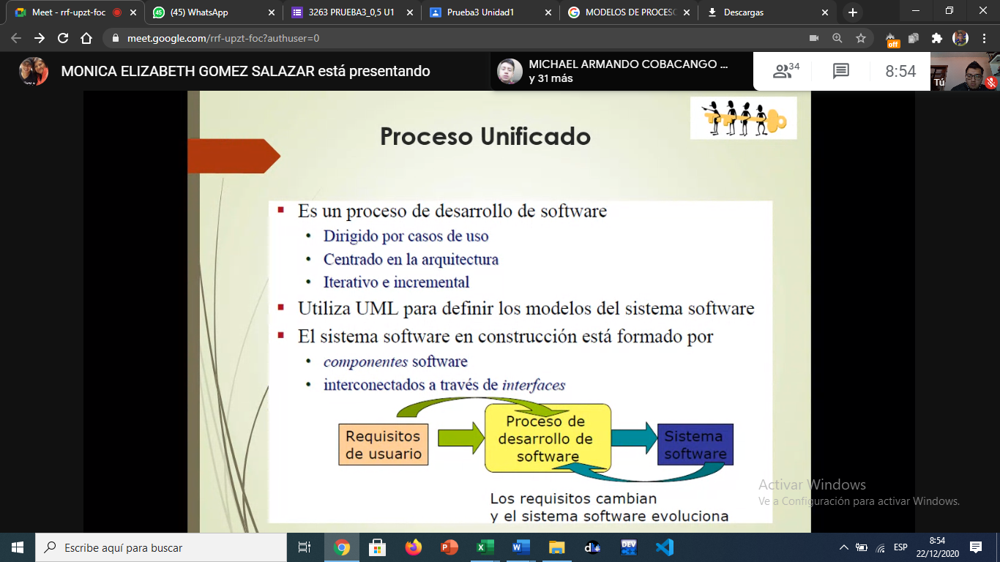 Meet - rrf-upzt-foc
(45) WhatsApp
3263 PRUEBA3_0,5 U1
Prueba3 Unidad1
MODELOS DE PROCESO
Descargas
meet.google.com/rrf-upzt-foc?authuser=0
off
MONICA ELIZABETH GOMEZ SALAZAR está presentando
MICHAEL ARMANDO COBACANGO ...
y 31 más
34
8:54
Tú
Proceso Unificado
Es un proceso de desarrollo de software
Dirigido por casos de uso
Centrado en la arquitectura
Iterativo e incremental
Utiliza UML para definir los modelos del sistema software
El sistema software en construcción está formado por
componentes software
interconectados a través de interfaces
Requisitos
de usuario
Proceso de
desarrollo de
software
Sistema
software
Los requisitos cambian
y el sistema software evoluciona
Activar Windows
Ve a Configuración para activar Windows.
Escribe aquí para buscar
DEV
ESP
8:54
22/12/2020